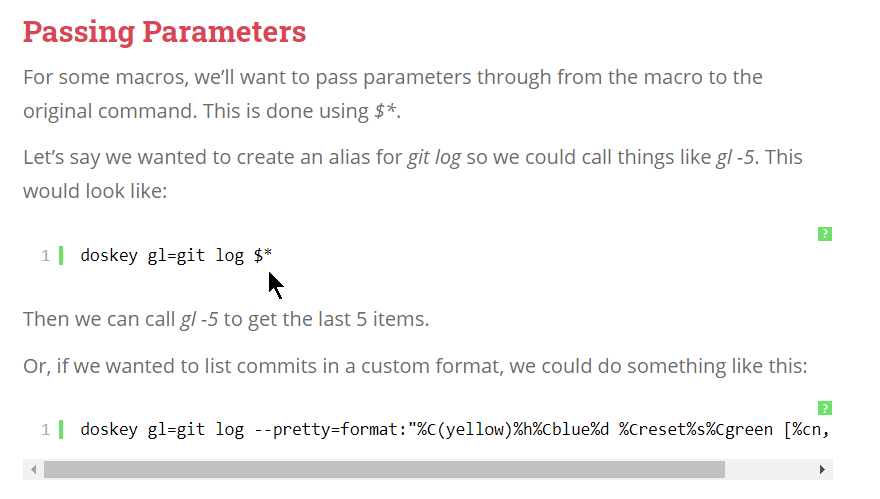 Passing Parameters
For some macros, we’ll want to pass parameters through from the macro to the
original command. This is done using $*.
Let’s say we wanted to create an alias for git log so we could call things like gl -5. This
would look like:
?
1 doskey gl=git log $*
Then we can call gl -5 to get the last 5 items.
Or, if we wanted to list commits in a custom format, we could do something like this:
?
1 doskey gl=git log --pretty=format:"%C(yellow)%h%Cblue%d %Creset%s%Cgreen [%cn,